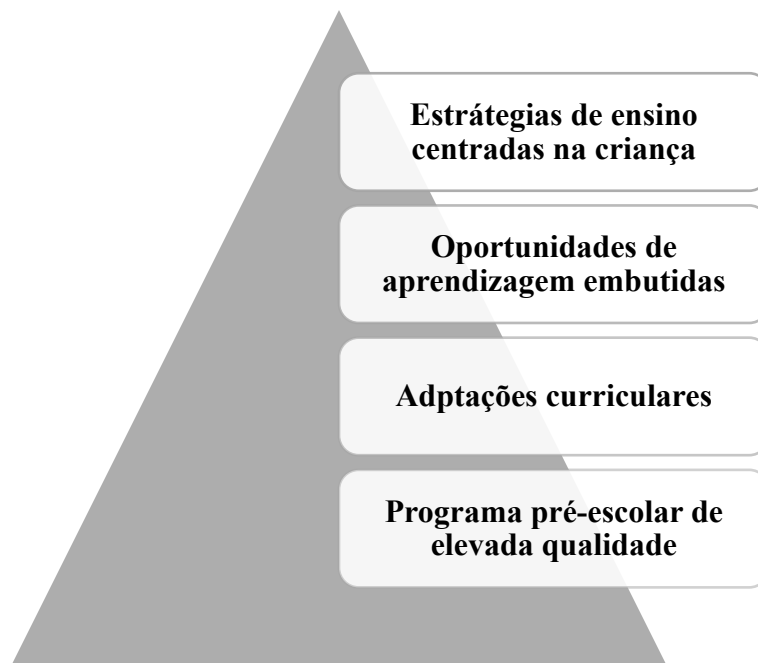 Estrátegias de ensino
centradas na criança
Oportunidades de
aprendizagem embutidas
Adptações curriculares
Programa pré-escolar de
elevada qualidade